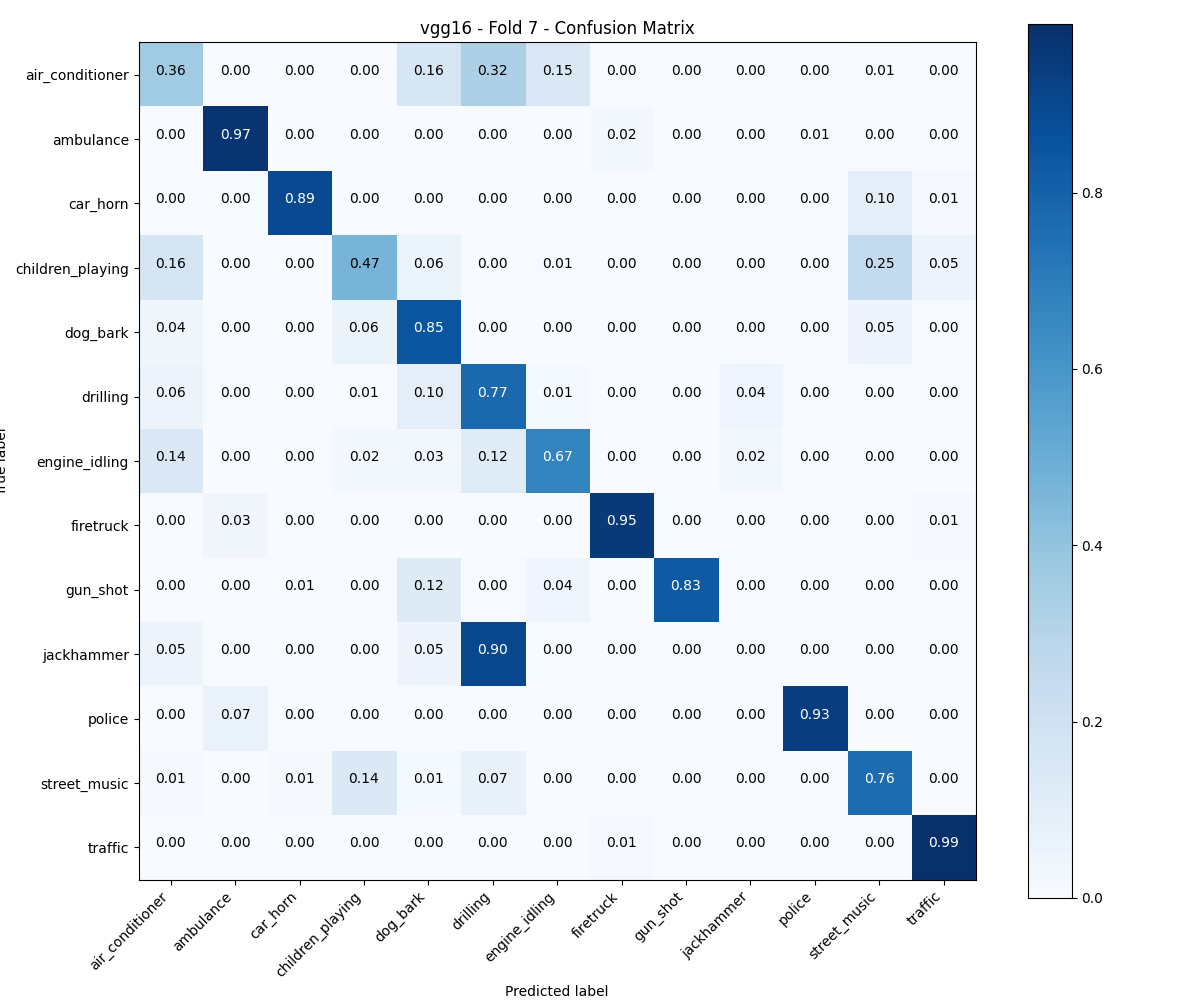 vgg16 - Fold 7 - Confusion Matrix
air_conditioner 0.36 0.00 0.00 0.00 0.16 0.32 0.15 0.00 0.00 0.00 0.00 0.01 0.00
ambulance 0.00 0.97 0.00 0.00 0.00 0.00 0.00 0.02 0.00 0.00 0.01 0.00 0.00
car_horn 0.00 0.00 0.89 0.00 0.00 0.00 0.00 0.00 0.00 0.00 0.00 0.10 0.01
children_playing 0.16 0.00 0.00 0.47 0.06 0.00 0.01 0.00 0.00 0.00 0.00 0.25 0.05
dog_bark 0.04 0.00 0.00 0.06 0.85 0.00 0.00 0.00 0.00 0.00 0.00 0.05 0.00
drilling 0.06 0.00 0.00 0.01 0.10 0.77 0.01 0.00 0.00 0.04 0.00 0.00 0.00
engine_idling 0.14 0.00 0.00 0.02 0.03 0.12 0.67 0.00 0.00 0.02 0.00 0.00 0.00
firetruck 0.00 0.03 0.00 0.00 0.00 0.00 0.00 0.95 0.00 0.00 0.00 0.00 0.01
gun_shot 0.00 0.00 0.01 0.00 0.12 0.00 0.04 0.00 0.83 0.00 0.00 0.00 0.00
jackhammer 0.05 0.00 0.00 0.00 0.05 0.90 0.00 0.00 0.00 0.00 0.00 0.00 0.00
police 0.00 0.07 0.00 0.00 0.00 0.00 0.00 0.00 0.00 0.00 0.93 0.00 0.00
street_music 0.01 0.00 0.01 0.14 0.01 0.07 0.00 0.00 0.00 0.00 0.00 0.76 0.00
traffic 0.00 0.00 0.00 0.00 0.00 0.00 0.00 0.01 0.00 0.00 0.00 0.00 0.99
air_conditioner ambulance car_horn children_playing dog_bark drilling engine_idling firetruck gun_shot jackhammer police street_music traffic
Predicted label
label
0.8
0.6
0.4
0.2
0.0